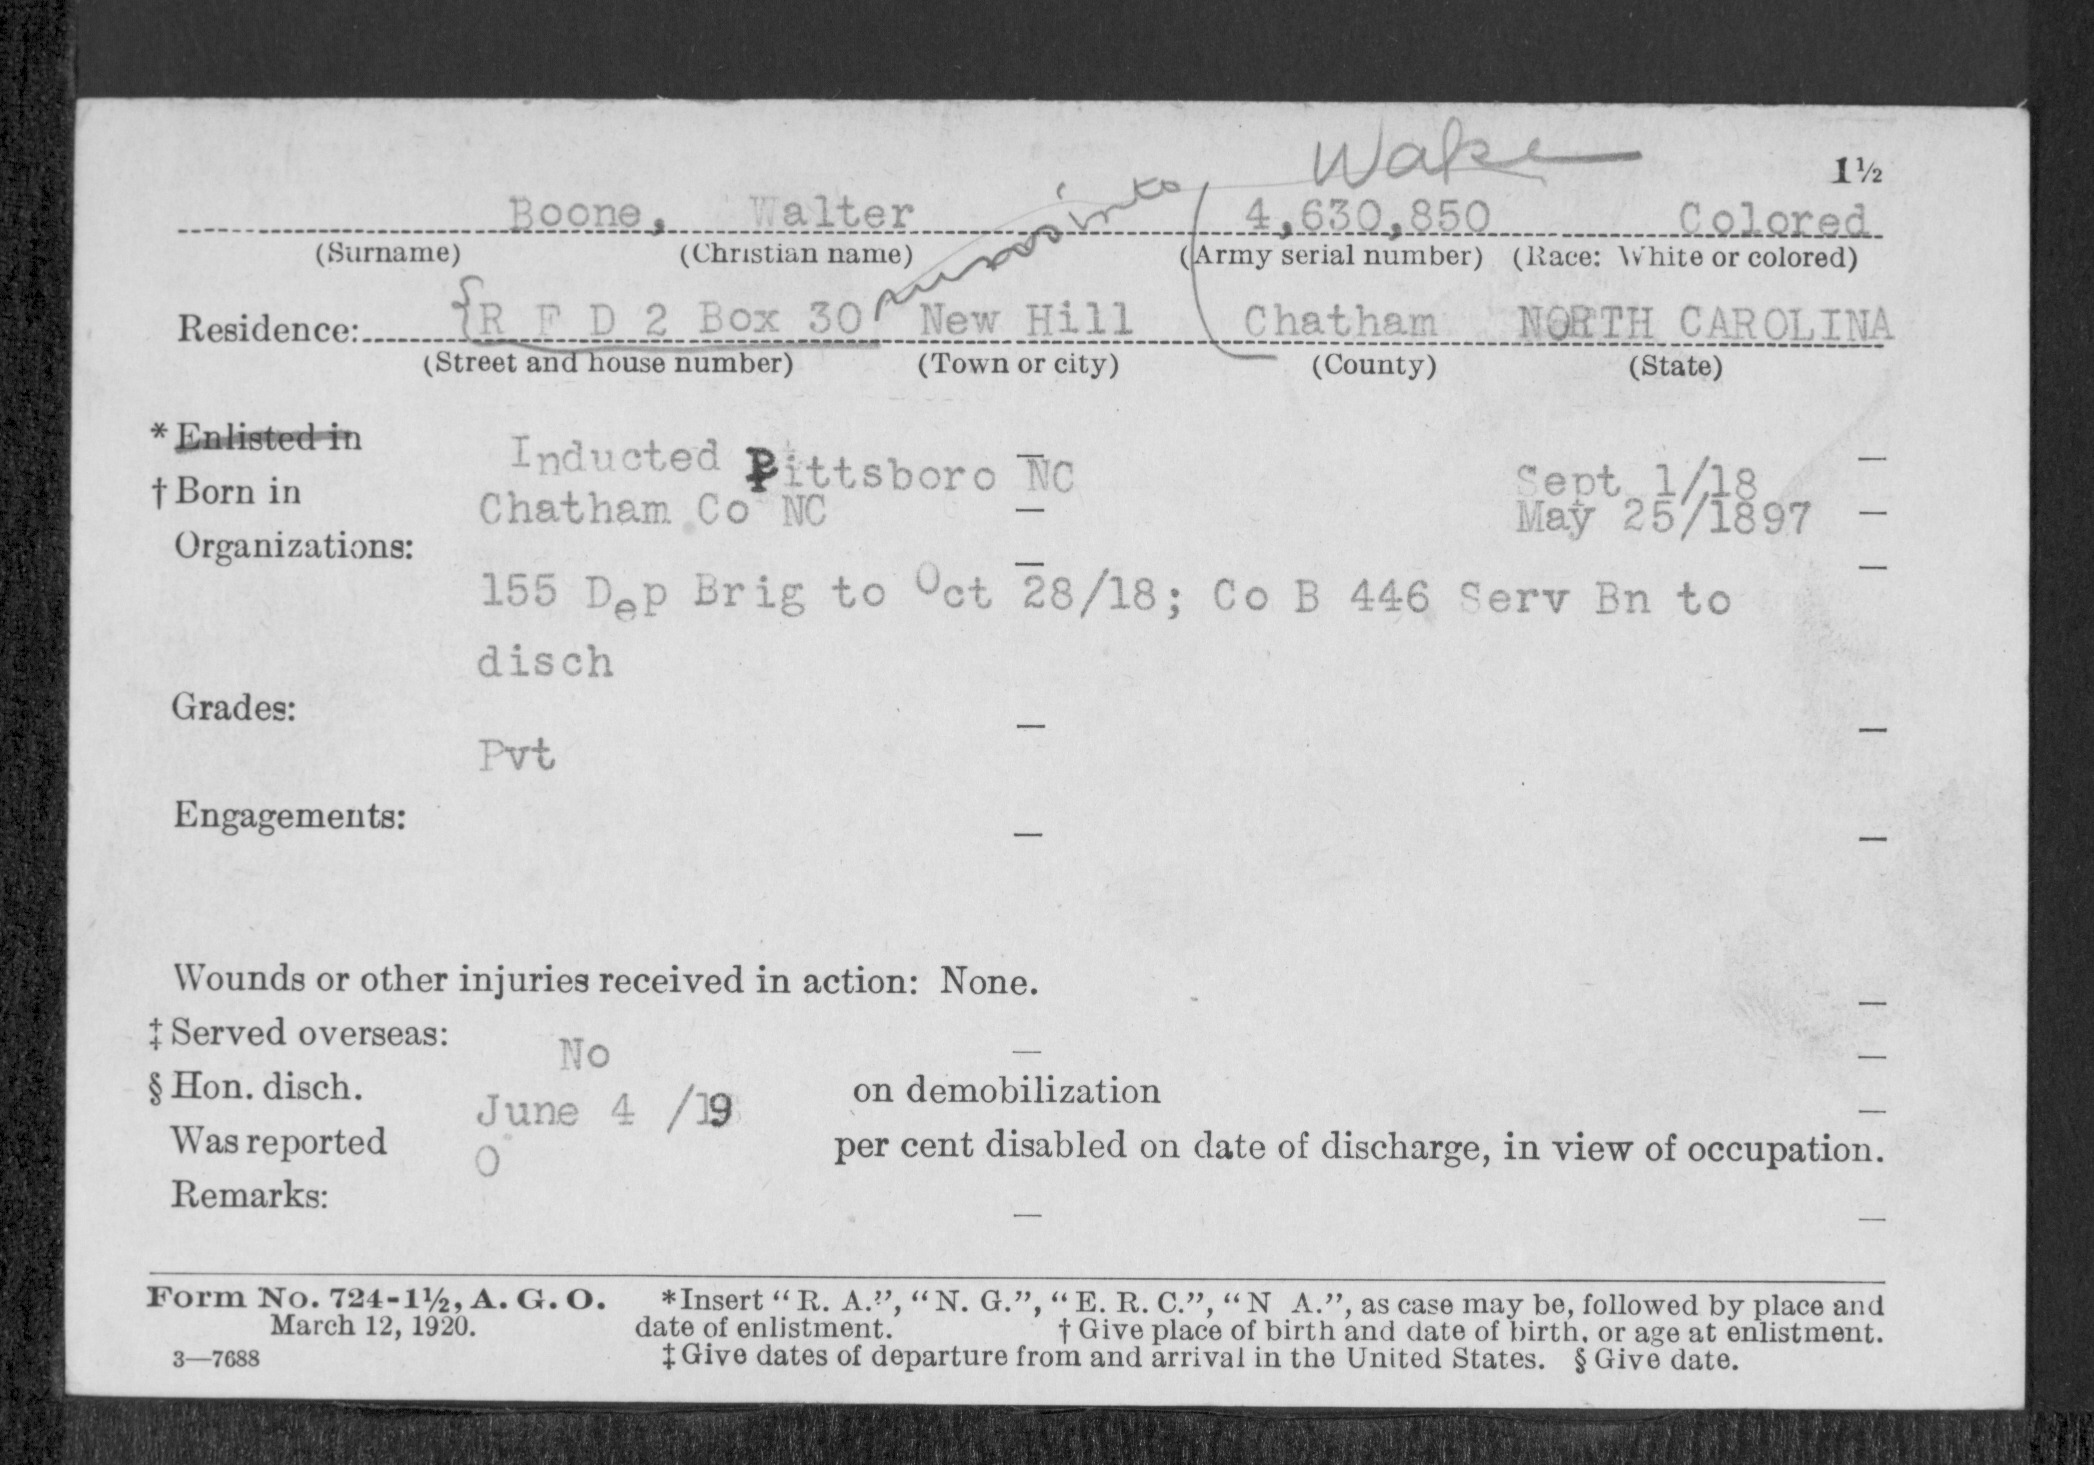 Wake
1½
Boone, Walter 4,630,850 Colored
(Surname) (Christian name) (Army serial number) (Race: White or colored)
runs into
Residence: {R F D 2 Box 30 New Hill Chatham NORTH CAROLINA
(Street and house number) (Town or city) (County) (State)
* Enlisted in Inducted Pittsboro NC — Sept 1/18 —
† Born in Chatham Co NC — May 25/1897 —
Organizations: — —
155 Dep Brig to Oct 28/18; Co B 446 Serv Bn to
disch
Grades: — —
Pvt
Engagements: — —
Wounds or other injuries received in action: None. —
‡ Served overseas: No — —
§ Hon. disch. June 4 /19 on demobilization —
Was reported 0 per cent disabled on date of discharge, in view of occupation.
Remarks: — —
Form No. 724-1½, A. G. O. *Insert “R. A.”, “N. G.”, “E. R. C.”, “N A.”, as case may be, followed by place and
March 12, 1920. date of enlistment. † Give place of birth and date of birth, or age at enlistment.
3—7688 ‡ Give dates of departure from and arrival in the United States. § Give date.